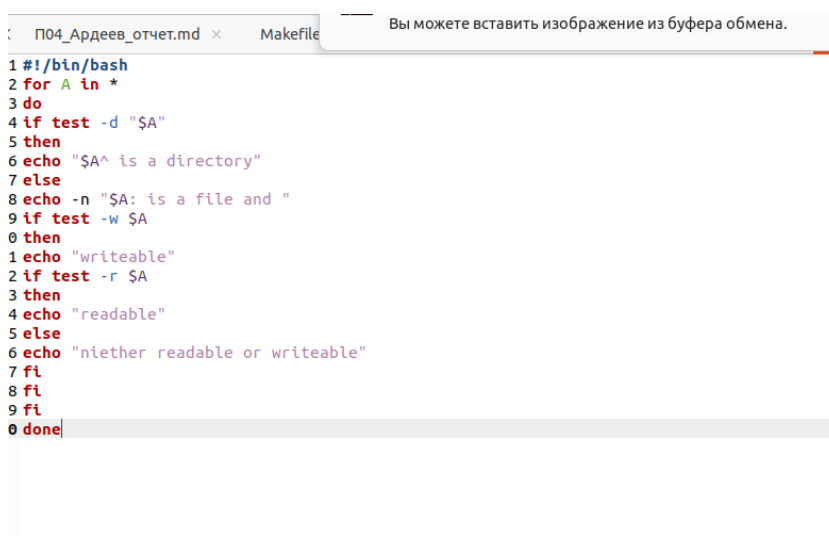 П04_Ардеев_отчет.md × Makefile
Вы можете вставить изображение из буфера обмена.
1 #!/bin/bash
2 for A in *
3 do
4 if test -d "$A"
5 then
6 echo "$A^ is a directory"
7 else
8 echo -n "$A: is a file and "
9 if test -w $A
0 then
1 echo "writeable"
2 if test -r $A
3 then
4 echo "readable"
5 else
6 echo "niether readable or writeable"
7 fi
8 fi
9 fi
0 done